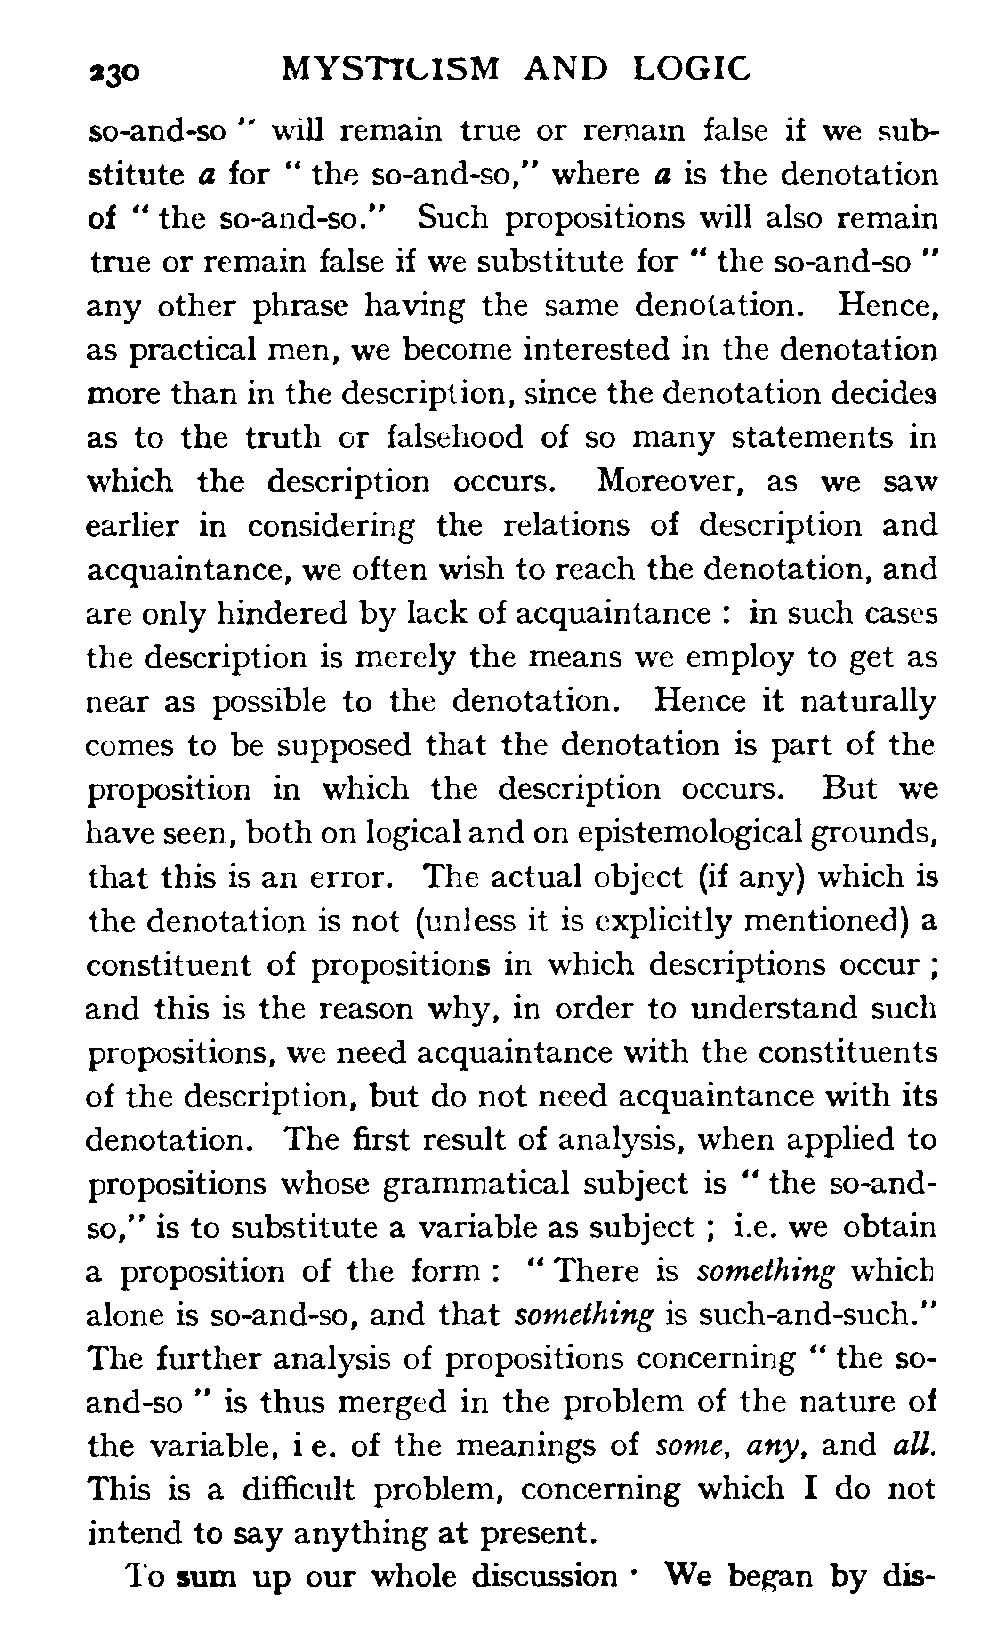 230 MYSTICISM AND LOGIC
so-and-so" will remain true or remain false if we sub-
stitute a for " the so-and-so," where a is the denotation
of " the so-and-so." Such propositions will also remain
true or remain false if we substitute for " the so-and-so "
any other phrase having the same denotation. Hence,
as practical men, we become interested in the denotation
more than in the description, since the denotation decides
as to the truth or falsehood of so many statements in
which the description occurs. Moreover, as we saw
earlier in considering the relations of description and
acquaintance, we often wish to reach the denotation, and
are only hindered by lack of acquaintance : in such cases
the description is merely the means we employ to get as
near as possible to the denotation. Hence it naturally
comes to be supposed that the denotation is part of the
proposition in which the description occurs. But we
have seen, both on logical and on epistemological grounds,
that this is an error. The actual object (if any) which is
the denotation is not (unless it is explicitly mentioned) a
constituent of propositions in which descriptions occur ;
and this is the reason why, in order to understand such
propositions, we need acquaintance with the constituents
of the description, but do not need acquaintance with its
denotation. The first result of analysis, when applied to
propositions whose grammatical subject is " the so-and-
so," is to substitute a variable as subject ; i.e. we obtain
a proposition of the form : " There is something which
alone is so-and-so, and that something is such-and-such."
The further analysis of propositions concerning " the so-
and-so " is thus merged in the problem of the nature of
the variable, i e. of the meanings of some, any, and all.
This is a difficult problem, concerning which I do not
intend to say anything at present.
To sum up our whole discussion · We began by dis-